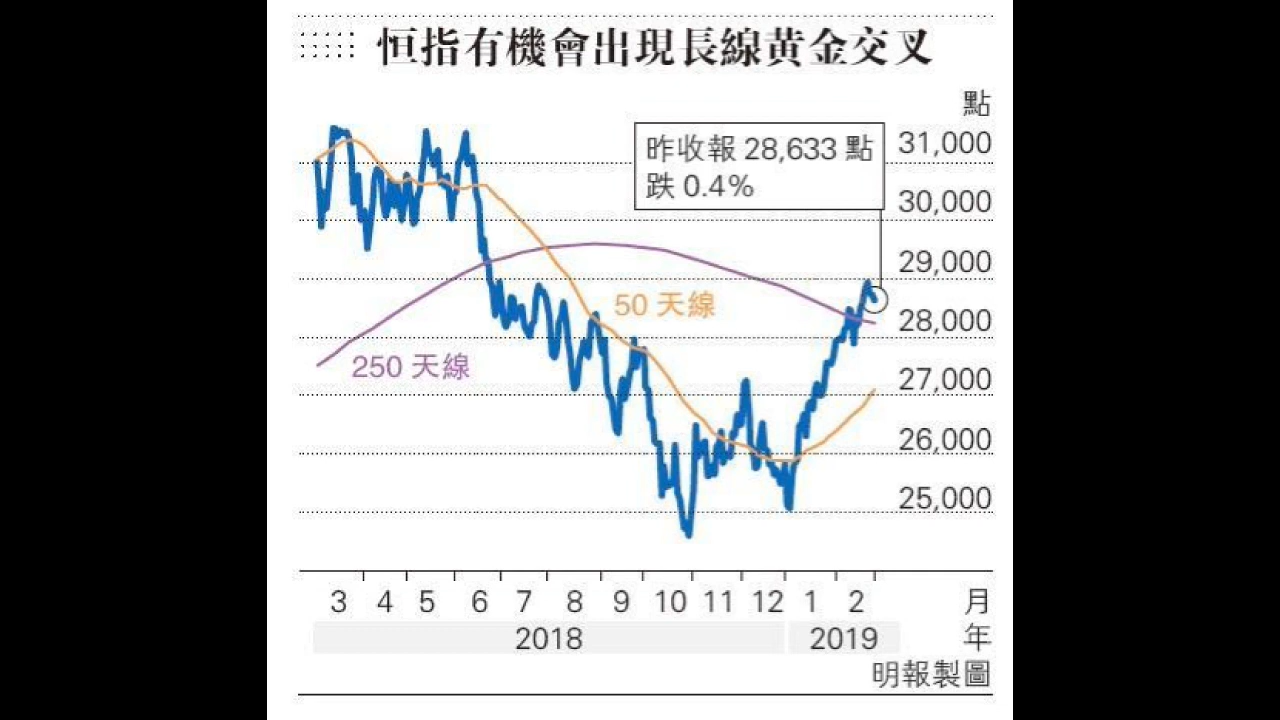 恒指有機會出現長線黄金交叉
點
昨收報 28,633 點
跌 0.4%
31,000
30,000
29,000
28,000
27,000
26,000
25,000
50 天線
250 天線
3 4 5 6 7 8 9 10 11 12 1 2 月
2018 2019 年
明報製圖